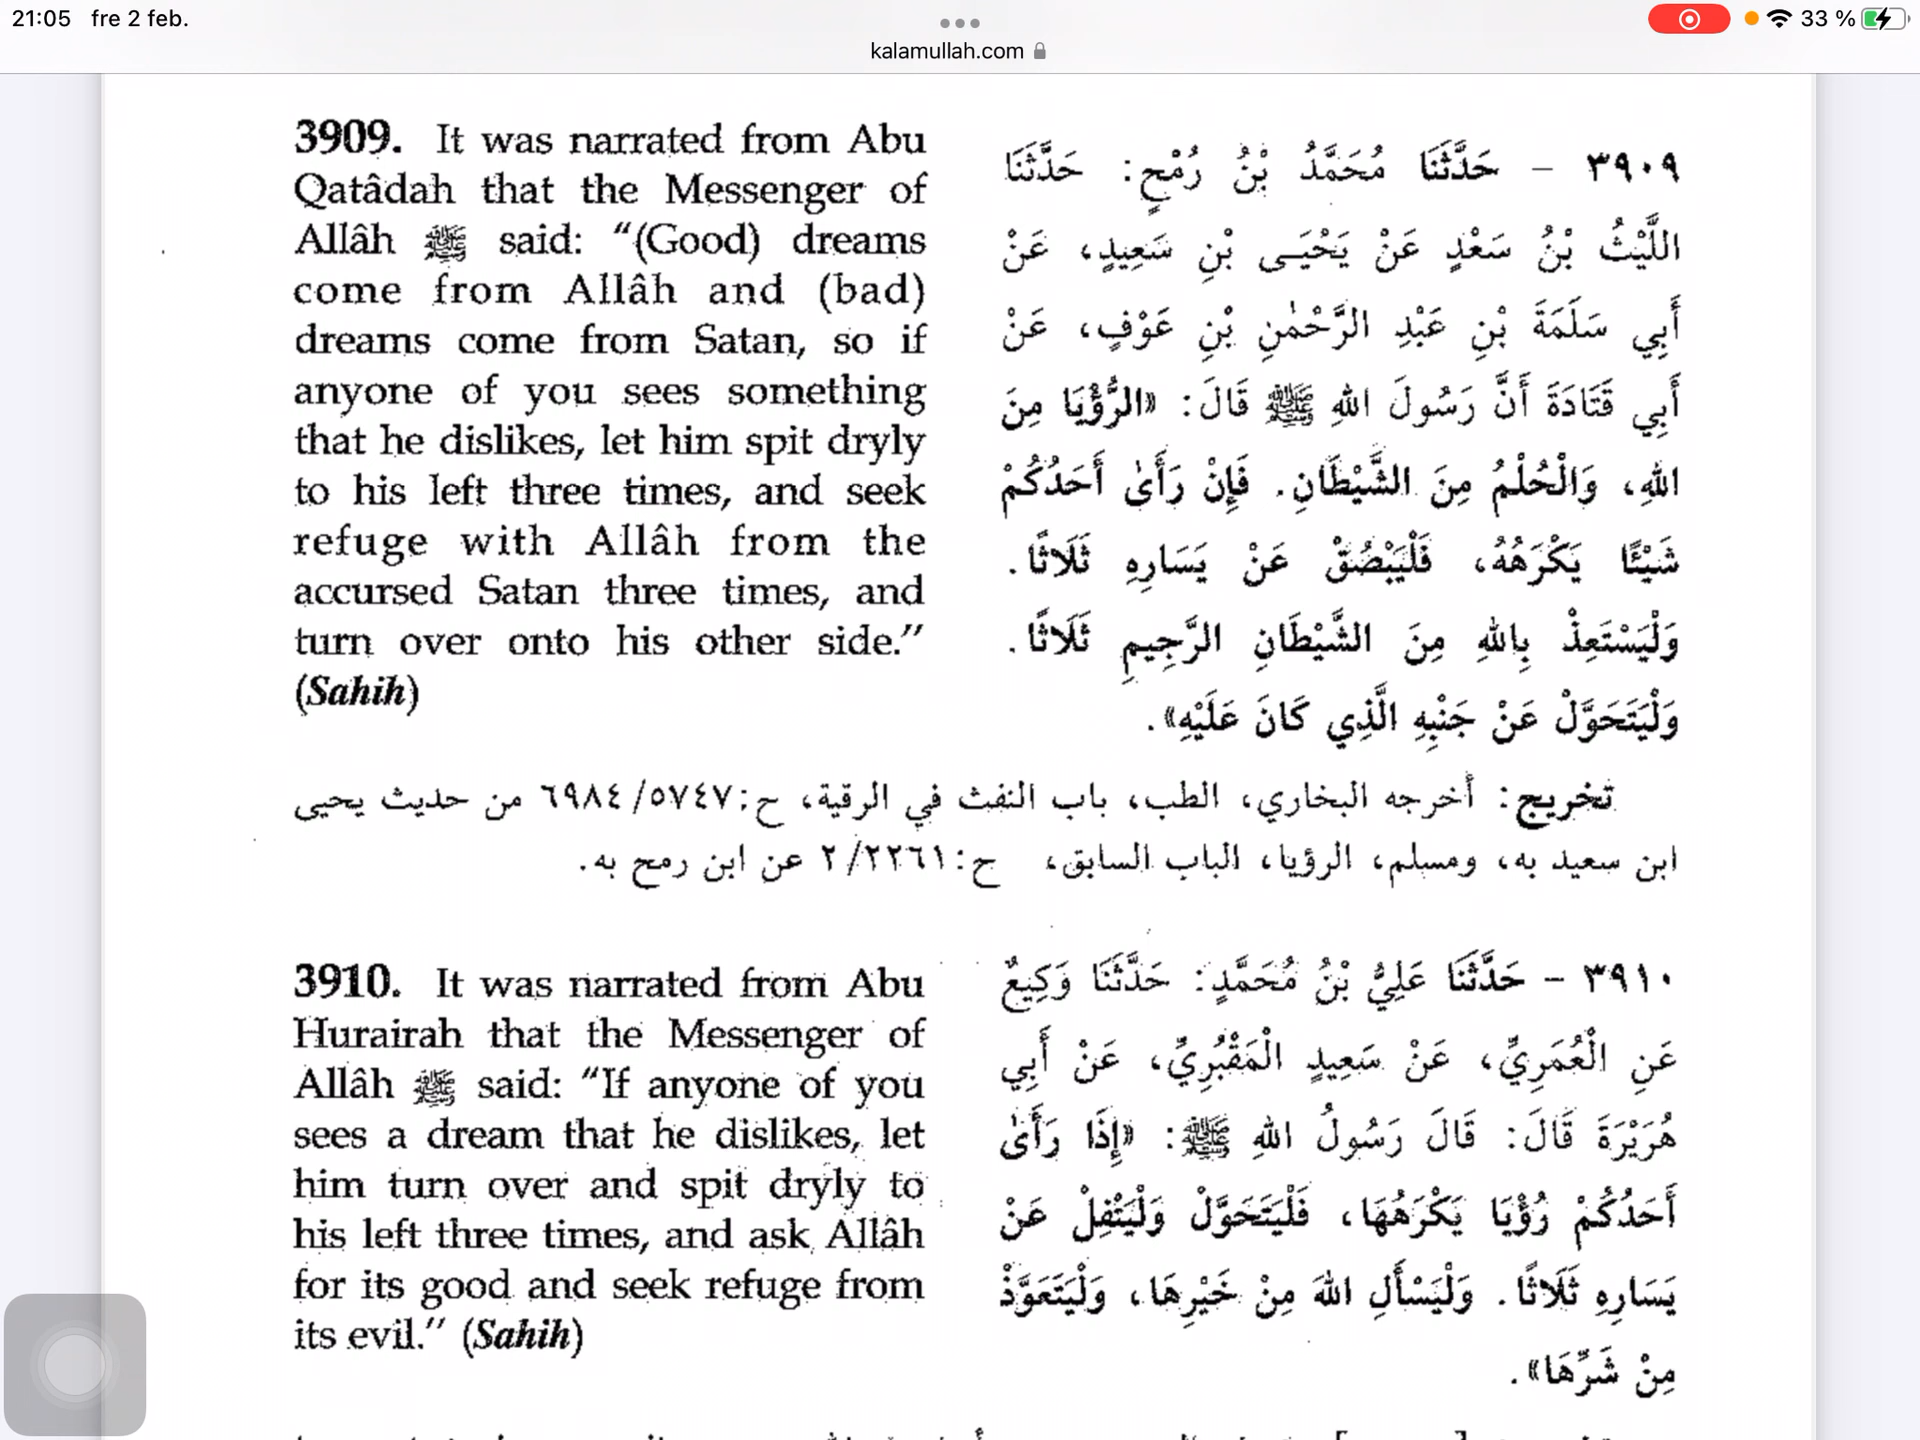 21:05 fre 2 feb.
33 %
kalamullah.com
3909. It was narrated from Abu
Qatâdah that the Messenger of
Allâh ﷺ said: “(Good) dreams
come from Allâh and (bad)
dreams come from Satan, so if
anyone of you sees something
that he dislikes, let him spit dryly
to his left three times, and seek
refuge with Allâh from the
accursed Satan three times, and
turn over onto his other side.”
(Sahih)
٣٩٠٩ – حَدَّثَنَا مُحَمَّدُ بْنُ رُمْحٍ: حَدَّثَنَا
اللَّيْثُ بْنُ سَعْدٍ عَنْ يَحْيَى بْنِ سَعِيدٍ، عَنْ
أَبِي سَلَمَةَ بْنِ عَبْدِ الرَّحْمٰنِ بْنِ عَوْفٍ، عَنْ
أَبِي قَتَادَةَ أَنَّ رَسُولَ اللهِ ﷺ قَالَ: «الرُّؤْيَا مِنَ
اللهِ، وَالْحُلْمُ مِنَ الشَّيْطَانِ. فَإِنْ رَأَىٰ أَحَدُكُمْ
شَيْئًا يَكْرَهُهُ، فَلْيَبْصُقْ عَنْ يَسَارِهِ ثَلَاثًا.
وَلْيَسْتَعِذْ بِاللهِ مِنَ الشَّيْطَانِ الرَّجِيمِ ثَلَاثًا.
وَلْيَتَحَوَّلْ عَنْ جَنْبِهِ الَّذِي كَانَ عَلَيْهِ».
تخريج: أخرجه البخاري، الطب، باب النفث في الرقية، ح:٥٧٤٧/ ٦٩٨٤ من حديث يحيى
ابن سعيد به، ومسلم، الرؤيا، الباب السابق، ح:٢٢٦١/ ٢ عن ابن رمح به.
3910. It was narrated from Abu
Hurairah that the Messenger of
Allâh ﷺ said: “If anyone of you
sees a dream that he dislikes, let
him turn over and spit dryly to
his left three times, and ask Allâh
for its good and seek refuge from
its evil.” (Sahih)
٣٩١٠ – حَدَّثَنَا عَلِيُّ بْنُ مُحَمَّدٍ: حَدَّثَنَا وَكِيعٌ
عَنِ الْعُمَرِيِّ، عَنْ سَعِيدٍ الْمَقْبُرِيِّ، عَنْ أَبِي
هُرَيْرَةَ قَالَ: قَالَ رَسُولُ اللهِ ﷺ: «إِذَا رَأَىٰ
أَحَدُكُمْ رُؤْيَا يَكْرَهُهَا، فَلْيَتَحَوَّلْ وَلْيَتْفِلْ عَنْ
يَسَارِهِ ثَلَاثًا. وَلْيَسْأَلِ اللهَ مِنْ خَيْرِهَا، وَلْيَتَعَوَّذْ
مِنْ شَرِّهَا».